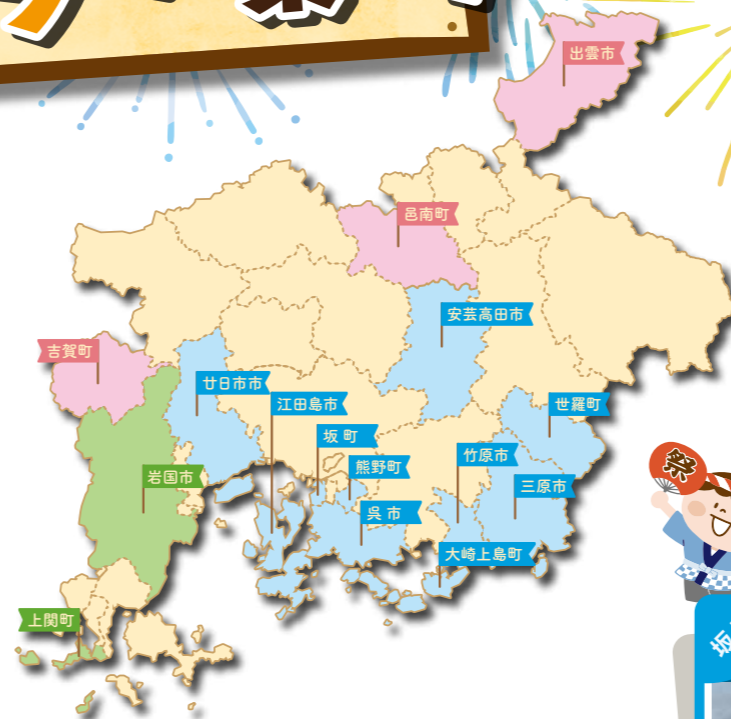 祭
出雲市
邑南町
安芸高田市
吉賀町
廿日市市
江田島市
世羅町
坂町
竹原市
熊野町
岩国市
三原市
呉市
大崎上島町
上関町
祭
坂